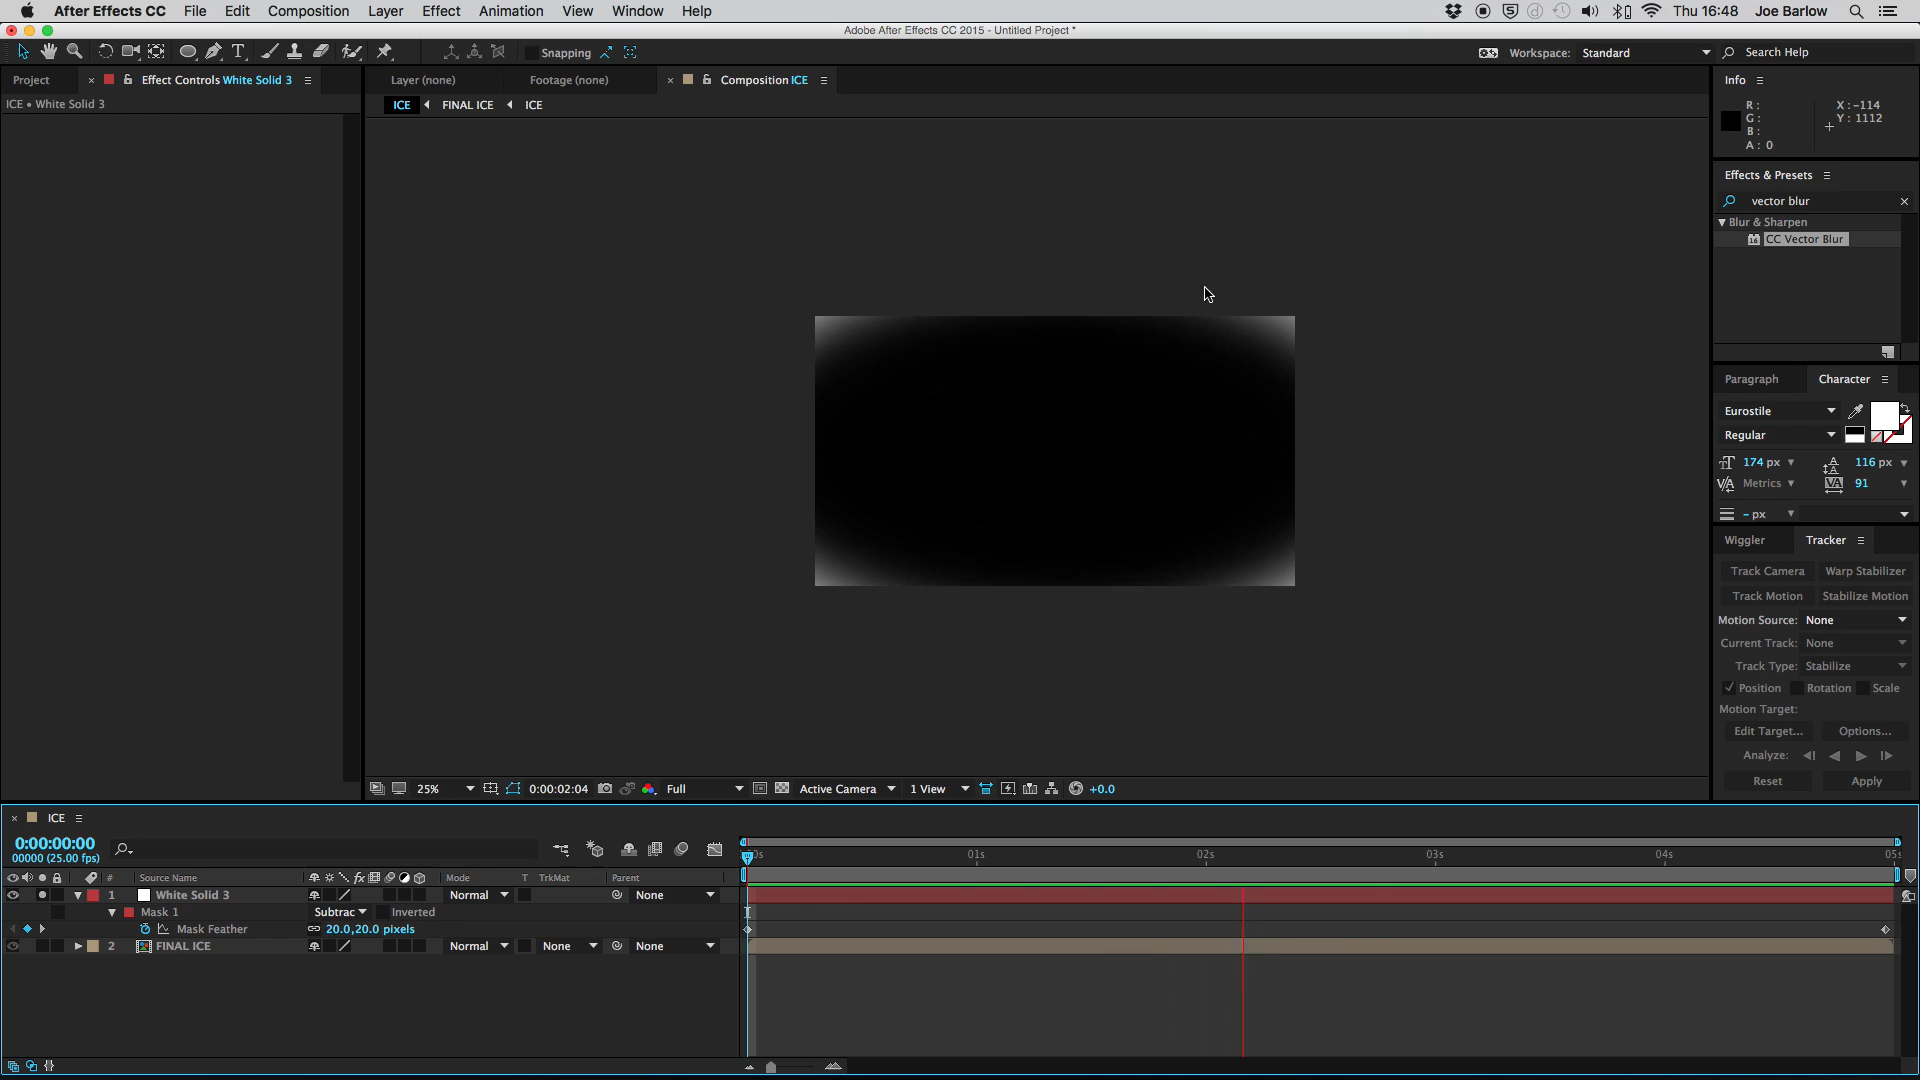 After Effects CC File Edit Composition Layer Effect Animation View Window Help Thu 16:48 Joe Barlow
Adobe After Effects CC 2015 - Untitled Project *
Snapping Workspace: Standard Search Help
Project Effect Controls White Solid 3 Layer (none) Footage (none) Composition ICE Info
ICE • White Solid 3 ICE FINAL ICE ICE
R: X: -114
G: Y: 1112
B:
A: 0
Effects & Presets
vector blur
Blur & Sharpen
CC Vector Blur
Paragraph Character
Eurostile
Regular
174 px 116 px
Metrics 91
- px
Wiggler Tracker
Track Camera Warp Stabilizer
Track Motion Stabilize Motion
Motion Source: None
Current Track: None
Track Type: Stabilize
Position Rotation Scale
Motion Target:
Edit Target... Options...
Analyze:
Reset Apply
25% 0:00:02:04 Full Active Camera 1 View +0.0
ICE
0:00:00:00
00000 (25.00 fps)
01s 02s 03s 04s
# Source Name Mode T TrkMat Parent
1 White Solid 3 Normal None
Mask 1 Subtrac Inverted
Mask Feather 20.0,20.0 pixels
2 FINAL ICE Normal None None